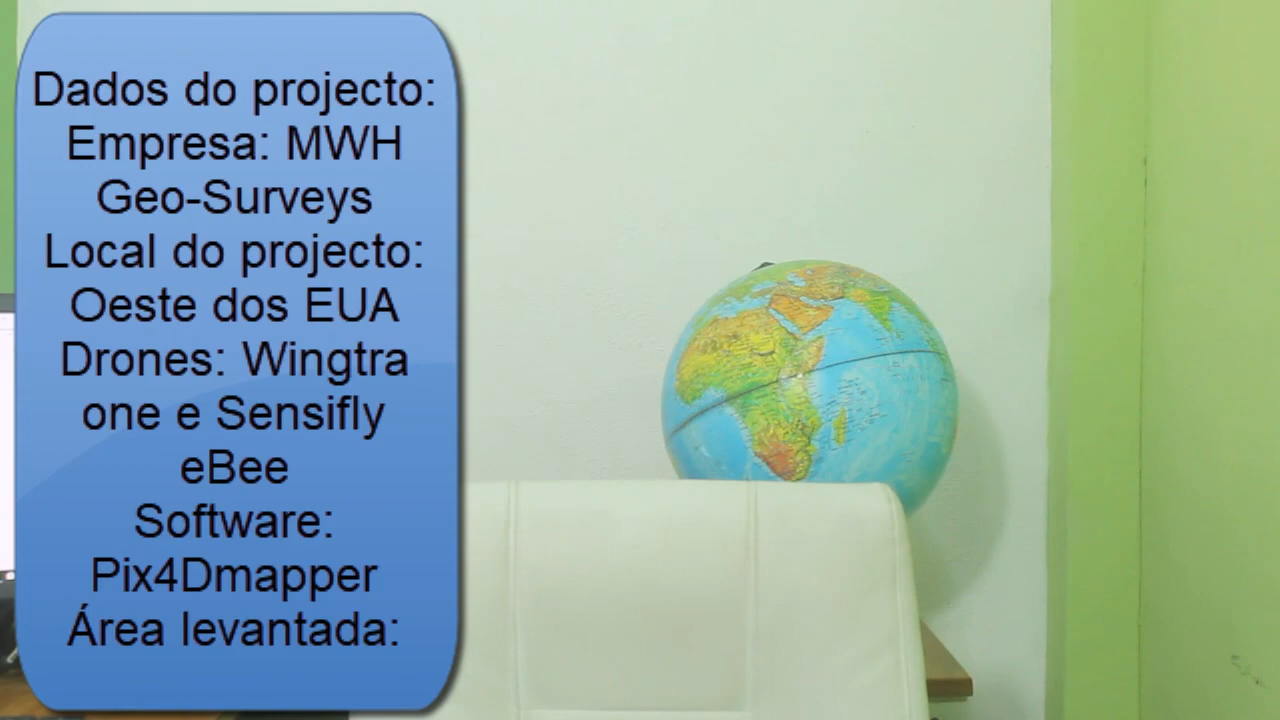 Dados do projecto:
Empresa: MWH
Geo-Surveys
Local do projecto:
Oeste dos EUA
Drones: Wingtra
one e Sensifly
eBee
Software:
Pix4Dmapper
Área levantada: